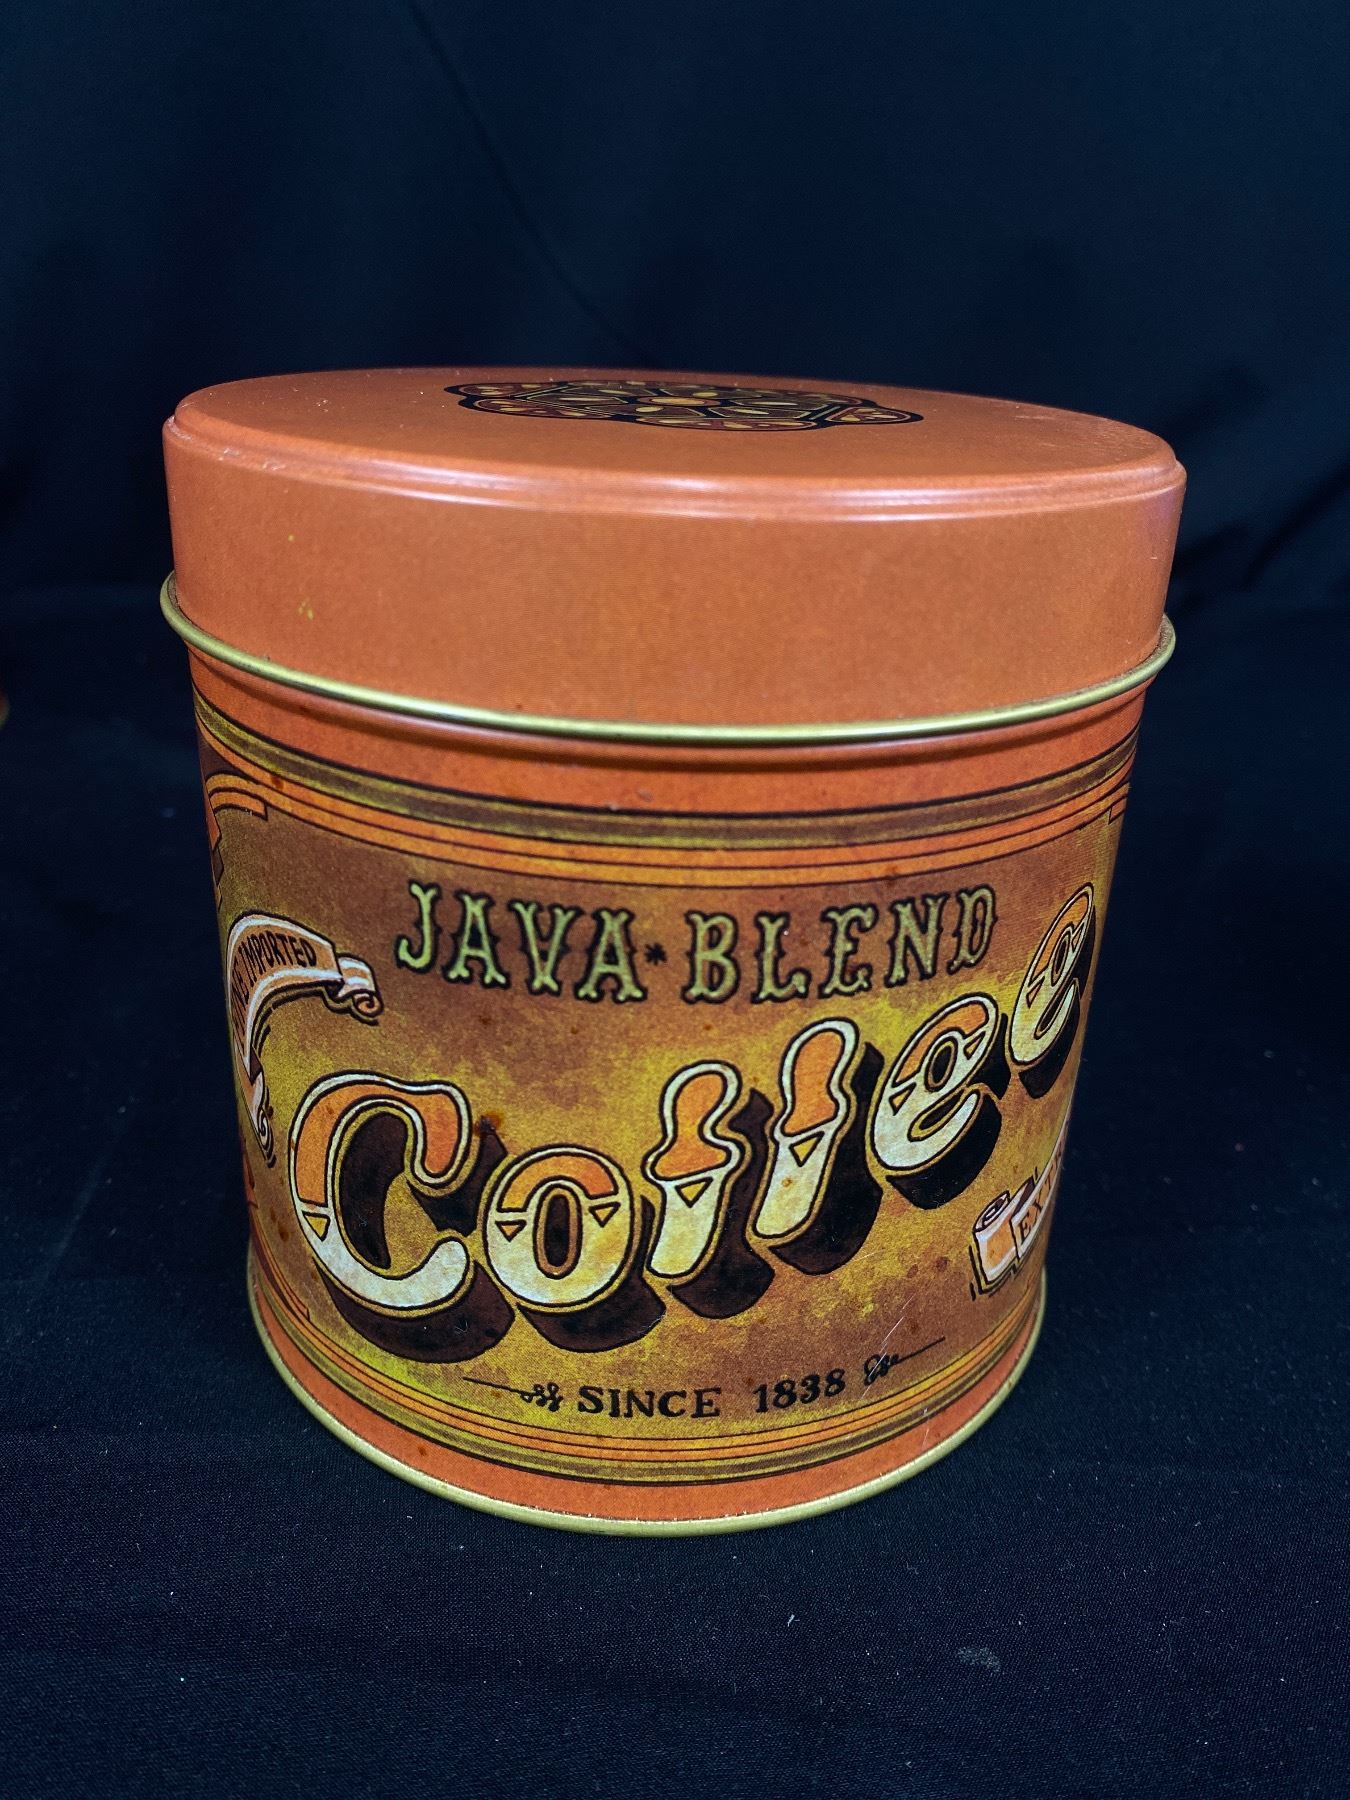 JAVA * BLEND
IMPORTED
Coffee
SINCE 1838